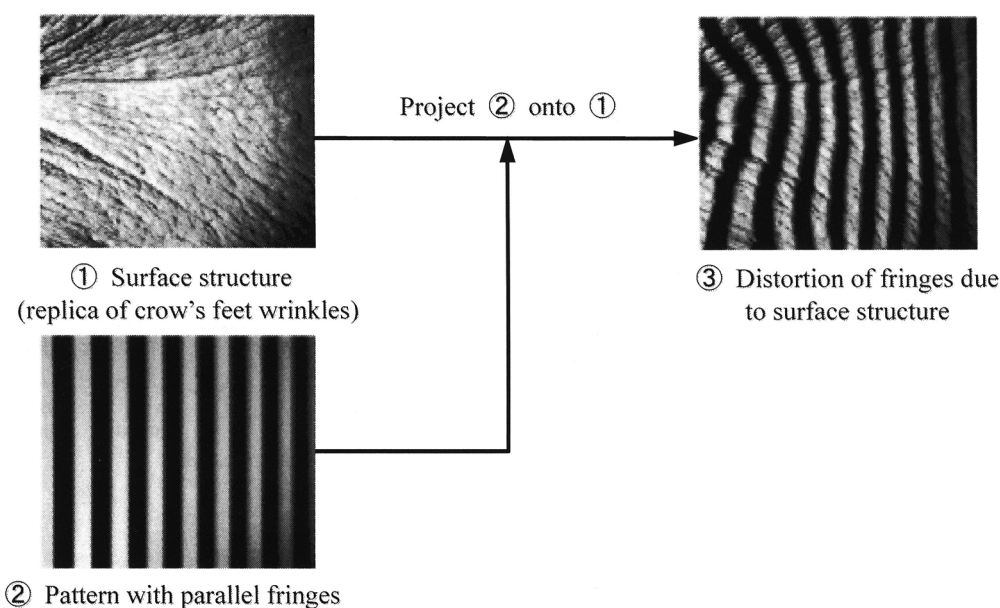 Project ② onto ①
① Surface structure
(replica of crow's feet wrinkles)
③ Distortion of fringes due
to surface structure
② Pattern with parallel fringes